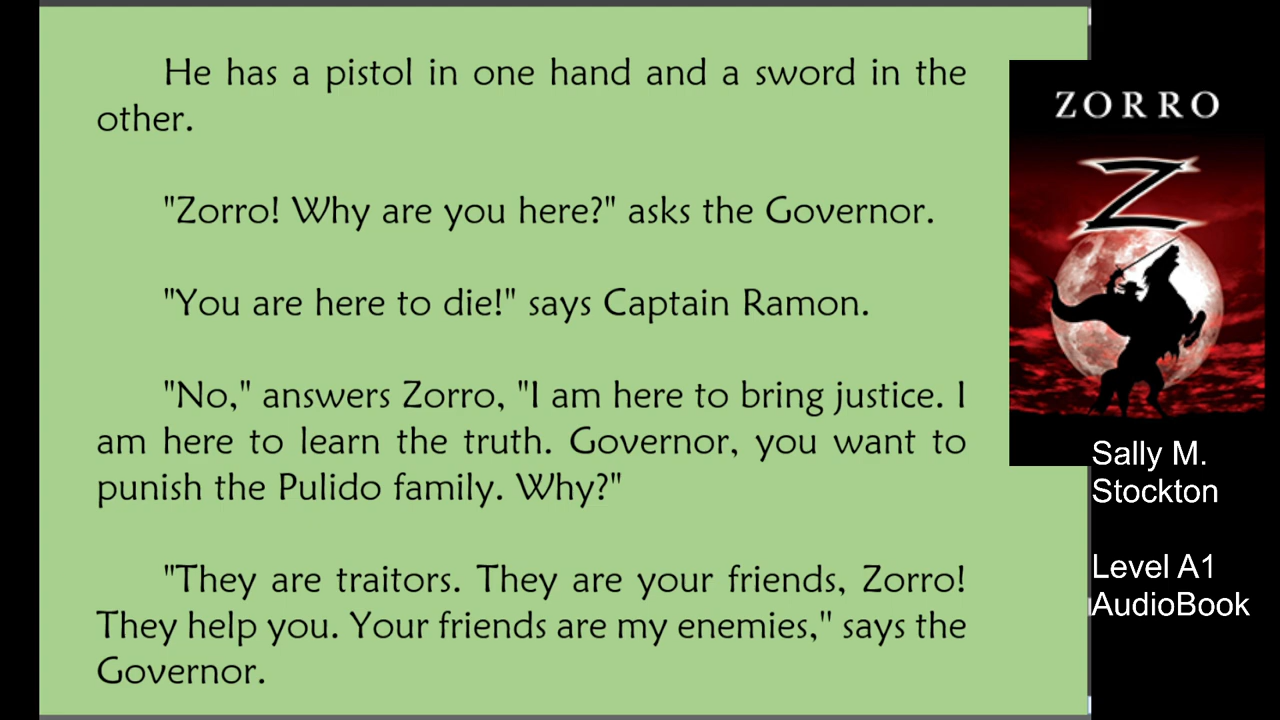 He has a pistol in one hand and a sword in the
other.
"Zorro! Why are you here?" asks the Governor.
"You are here to die!" says Captain Ramon.
"No," answers Zorro, "I am here to bring justice. I
am here to learn the truth. Governor, you want to
punish the Pulido family. Why?"
"They are traitors. They are your friends, Zorro!
They help you. Your friends are my enemies," says the
Governor.
ZORRO
Z
Sally M.
Stockton
Level A1
AudioBook